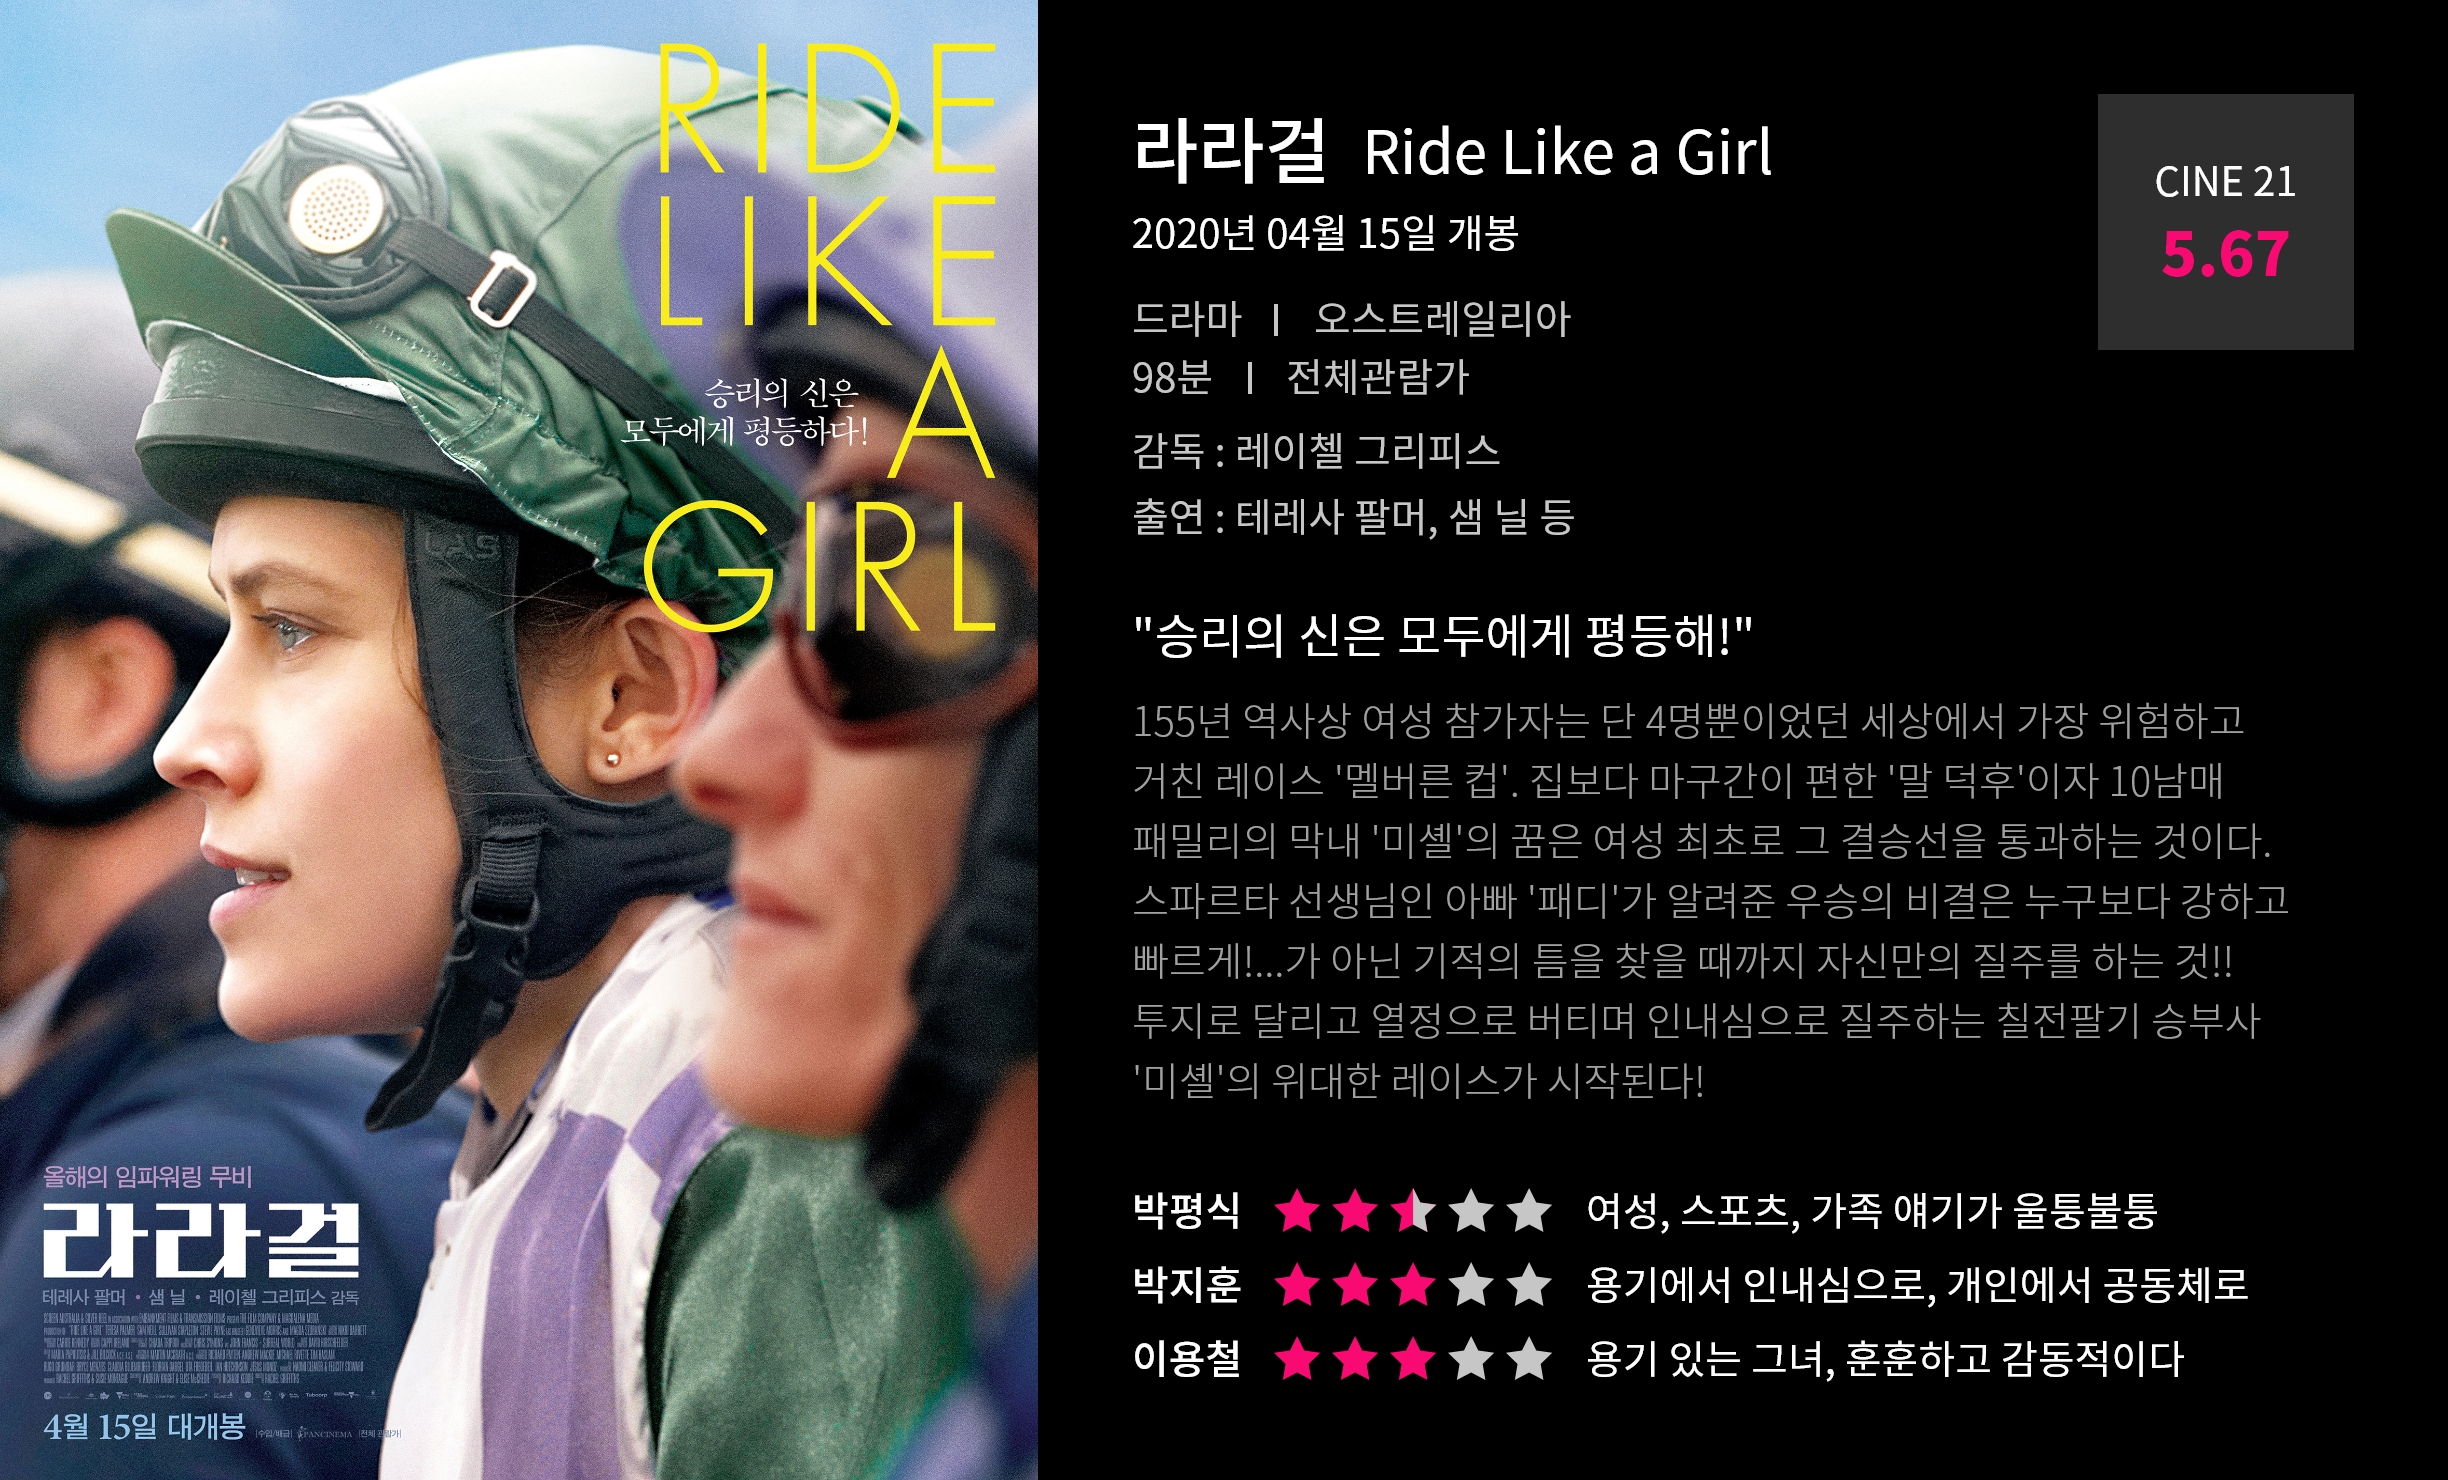 RIDE
LIKE
A
GIRL
승리의 신은
모두에게 평등하다!
LAS
올해의 임파워링 무비
라라걸
테레사 팔머 • 샘 닐 • 레이첼 그리피스 감독
4월 15일 대개봉
|수입/배급| PANCINEMA |전체 관람가|
라라걸 Ride Like a Girl
2020년 04월 15일 개봉
드라마 I 오스트레일리아
98분 I 전체관람가
감독 : 레이첼 그리피스
출연 : 테레사 팔머, 샘 닐 등
CINE 21
5.67
"승리의 신은 모두에게 평등해!"
155년 역사상 여성 참가자는 단 4명뿐이었던 세상에서 가장 위험하고
거친 레이스 '멜버른 컵'. 집보다 마구간이 편한 '말 덕후'이자 10남매
패밀리의 막내 '미셸'의 꿈은 여성 최초로 그 결승선을 통과하는 것이다.
스파르타 선생님인 아빠 '패디'가 알려준 우승의 비결은 누구보다 강하고
빠르게!...가 아닌 기적의 틈을 찾을 때까지 자신만의 질주를 하는 것!!
투지로 달리고 열정으로 버티며 인내심으로 질주하는 칠전팔기 승부사
'미셸'의 위대한 레이스가 시작된다!
박평식 여성, 스포츠, 가족 얘기가 울퉁불퉁
박지훈 용기에서 인내심으로, 개인에서 공동체로
이용철 용기 있는 그녀, 훈훈하고 감동적이다